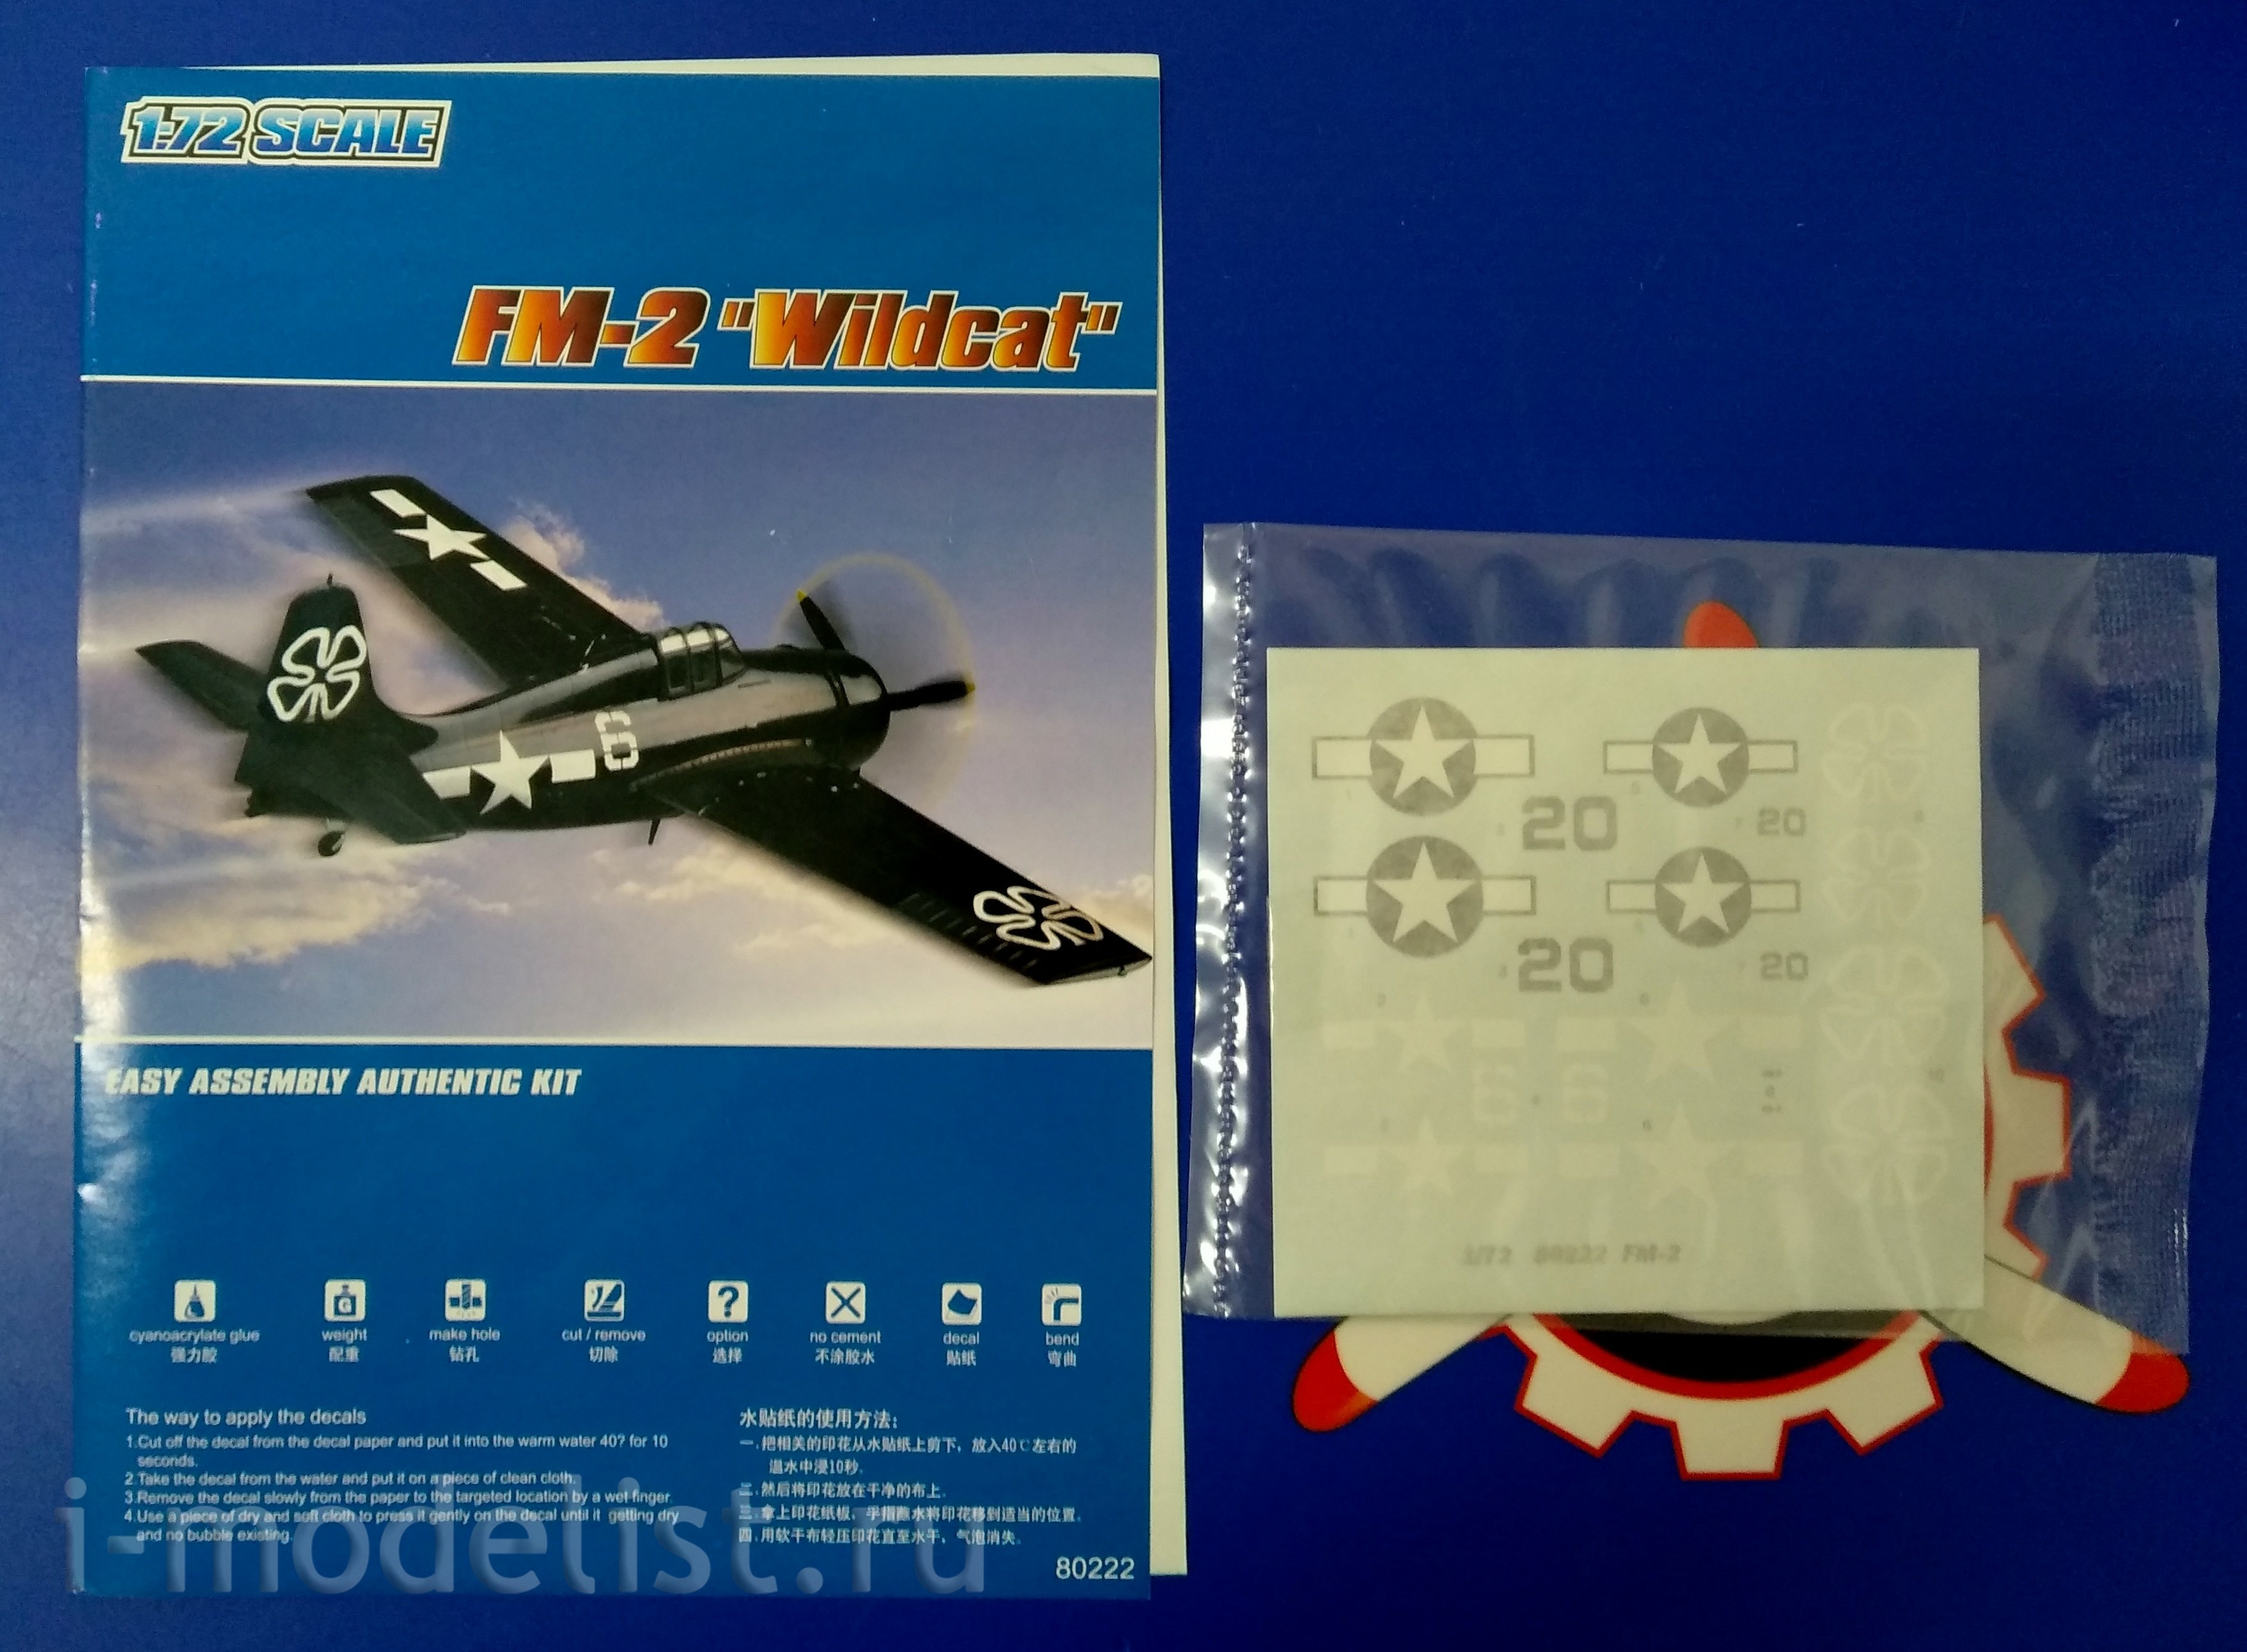 1:72 SCALE
FM-2 "Wildcat"
6
EASY ASSEMBLY AUTHENTIC KIT
G
?
cyanoacrylate glue
weight
make hole
cut / remove
option
no cement
decal
bend
强力胶
配重
钻孔
切除
选择
不涂胶水
贴纸
弯曲
The way to apply the decals
1.Cut off the decal from the decal paper and put it into the warm water 40? for 10
seconds.
2.Take the decal from the water and put it on a piece of clean cloth.
3.Remove the decal slowly from the paper to the targeted location by a wet finger.
4.Use a piece of dry and soft cloth to press it gently on the decal until it getting dry
and no bubble existing.
水贴纸的使用方法:
一.把相关的印花从水贴纸上剪下，放入40℃左右的
温水中浸10秒.
二.然后将印花放在干净的布上.
三.拿上印花纸板，手指蘸水将印花移到适当的位置.
四.用软干布轻压印花直至水干，气泡消失.
80222
i-modelist.ru
20
20
20
20
6 6
1/72 80222 FM-2